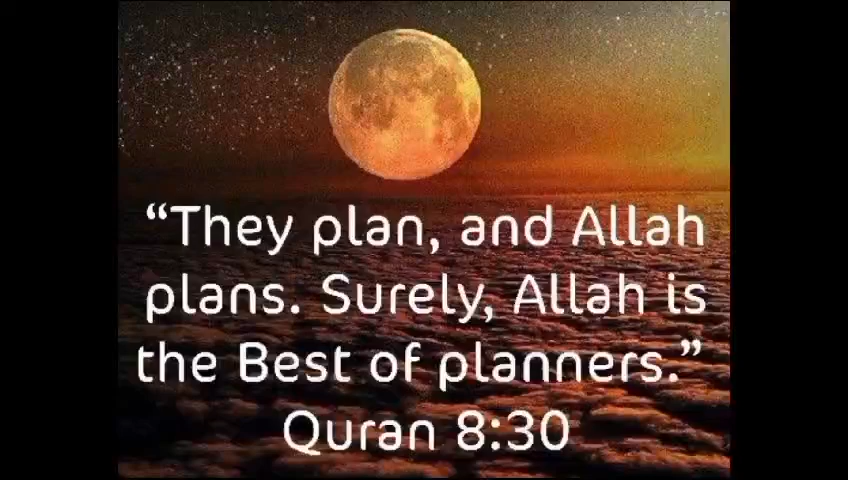 “They plan, and Allah
plans. Surely, Allah is
the Best of planners.”
Quran 8:30